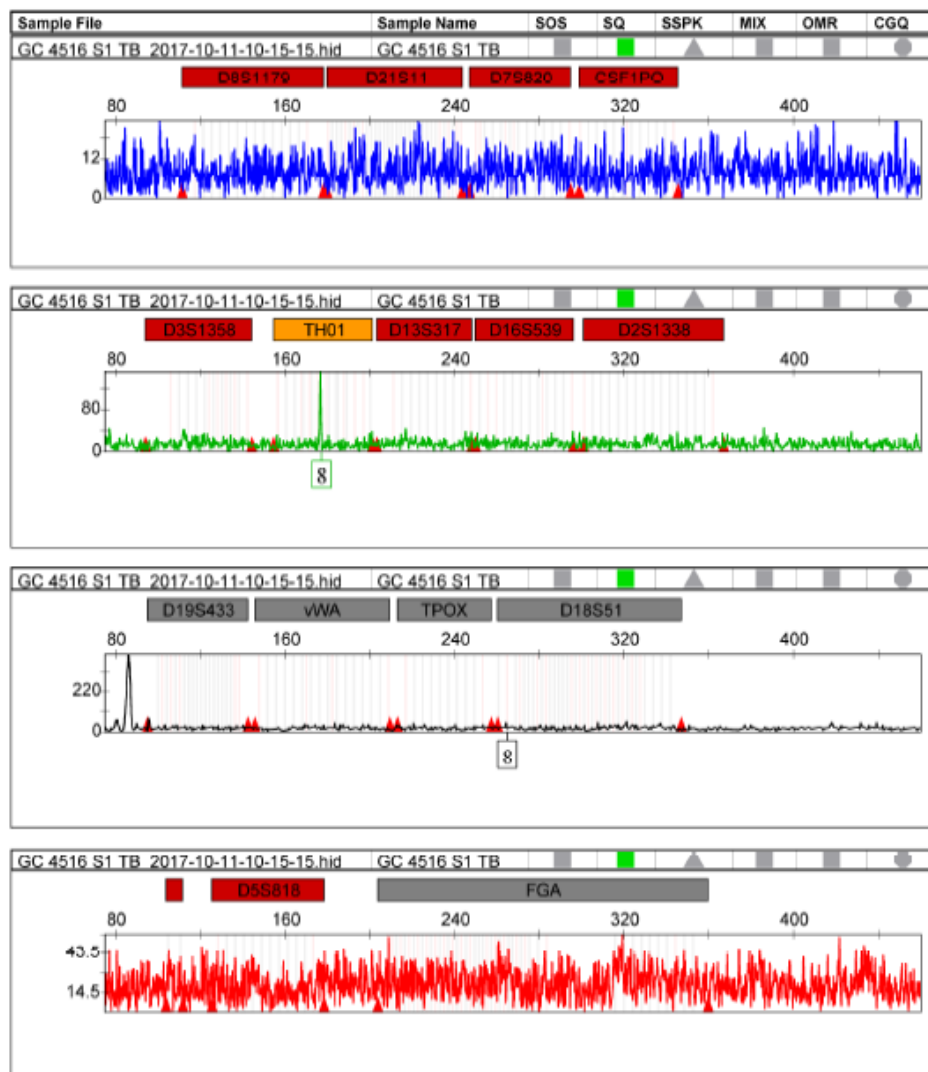 Sample File Sample Name SOS SQ SSPK MIX OMR CGQ
GC 4516 S1 TB 2017-10-11-10-15-15.hid GC 4516 S1 TB
D8S1179 D21S11 D7S820 CSF1PO
80 160 240 320 400
12
0
GC 4516 S1 TB 2017-10-11-10-15-15.hid GC 4516 S1 TB
D3S1358 TH01 D13S317 D16S539 D2S1338
80 160 240 320 400
80
0
8
GC 4516 S1 TB 2017-10-11-10-15-15.hid GC 4516 S1 TB
D19S433 vWA TPOX D18S51
80 160 240 320 400
220
0
8
GC 4516 S1 TB 2017-10-11-10-15-15.hid GC 4516 S1 TB
D5S818 FGA
80 160 240 320 400
43.5
14.5